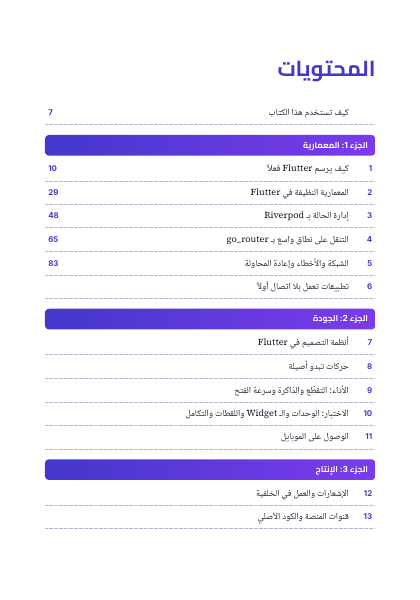 المحتويات
كيف تستخدم هذا الكتاب 7
الجزء 1: المعمارية
1 كيف يرسم Flutter فعلاً 10
2 المعمارية النظيفة في Flutter 29
3 إدارة الحالة بـ Riverpod 48
4 التنقل على نطاق واسع بـ go_router 65
5 الشبكة والأخطاء وإعادة المحاولة 83
6 تطبيقات تعمل بلا اتصال أولاً
الجزء 2: الجودة
7 أنظمة التصميم في Flutter
8 حركات تبدو أصيلة
9 الأداء: التقطّع والذاكرة وسرعة الفتح
10 الاختبار: الوحدات والـ Widget واللقطات والتكامل
11 الوصول على الموبايل
الجزء 3: الإنتاج
12 الإشعارات والعمل في الخلفية
13 قنوات المنصة والكود الأصلي